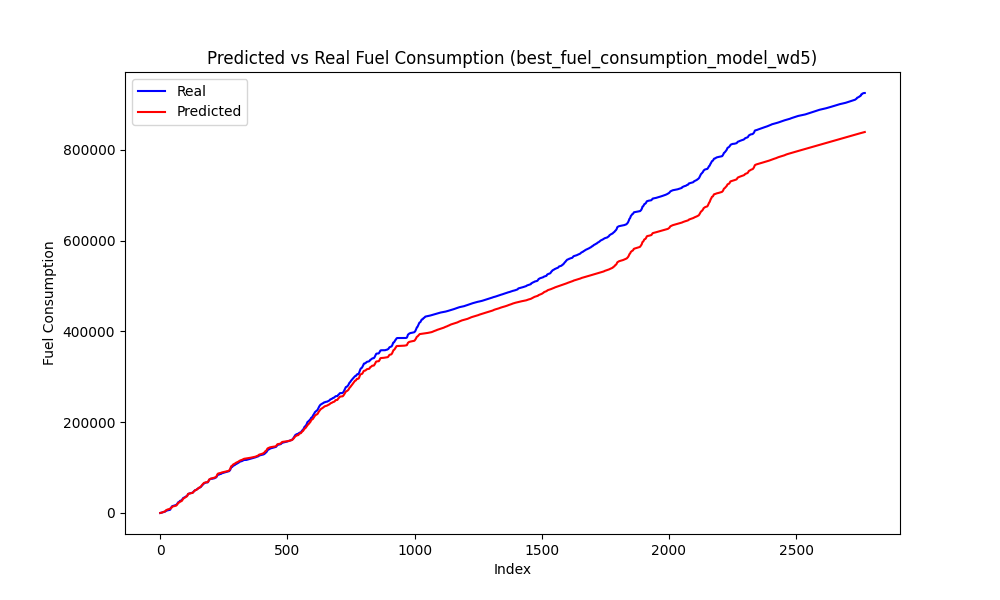 Predicted vs Real Fuel Consumption (best_fuel_consumption_model_wd5)
Real
Predicted
800000
600000
400000
200000
0
Fuel Consumption
0 500 1000 1500 2000 2500
Index